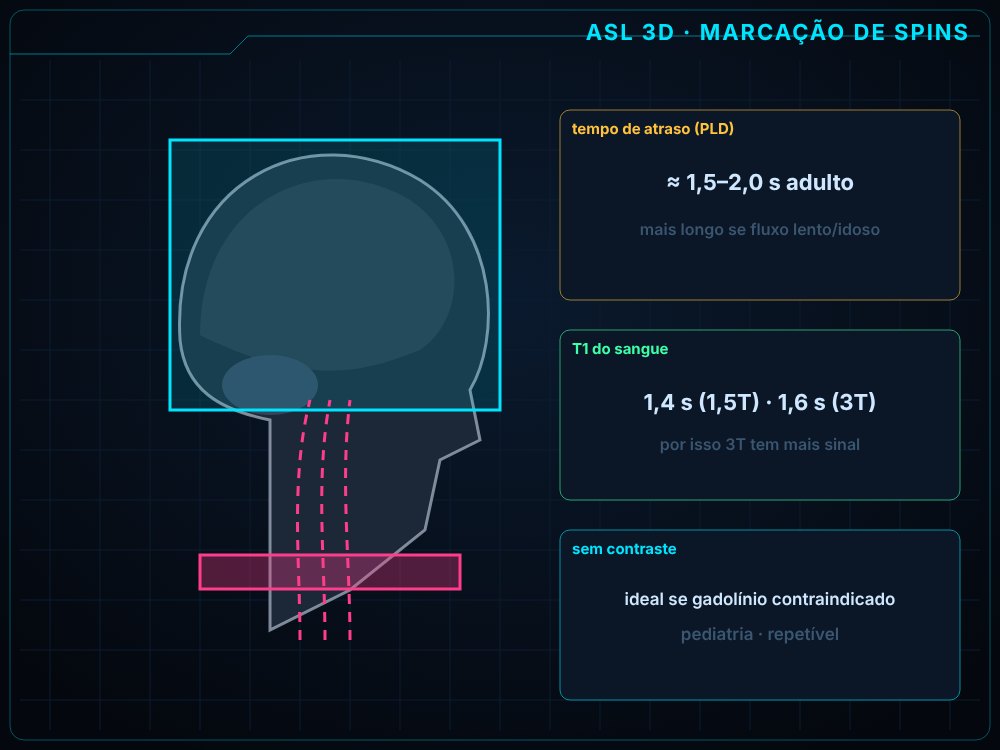 ASL 3D · MARCAÇÃO DE SPINS
tempo de atraso (PLD)
≈ 1,5–2,0 s adulto
mais longo se fluxo lento/idoso
T1 do sangue
1,4 s (1,5T) · 1,6 s (3T)
por isso 3T tem mais sinal
sem contraste
ideal se gadolínio contraindicado
pediatria · repetível